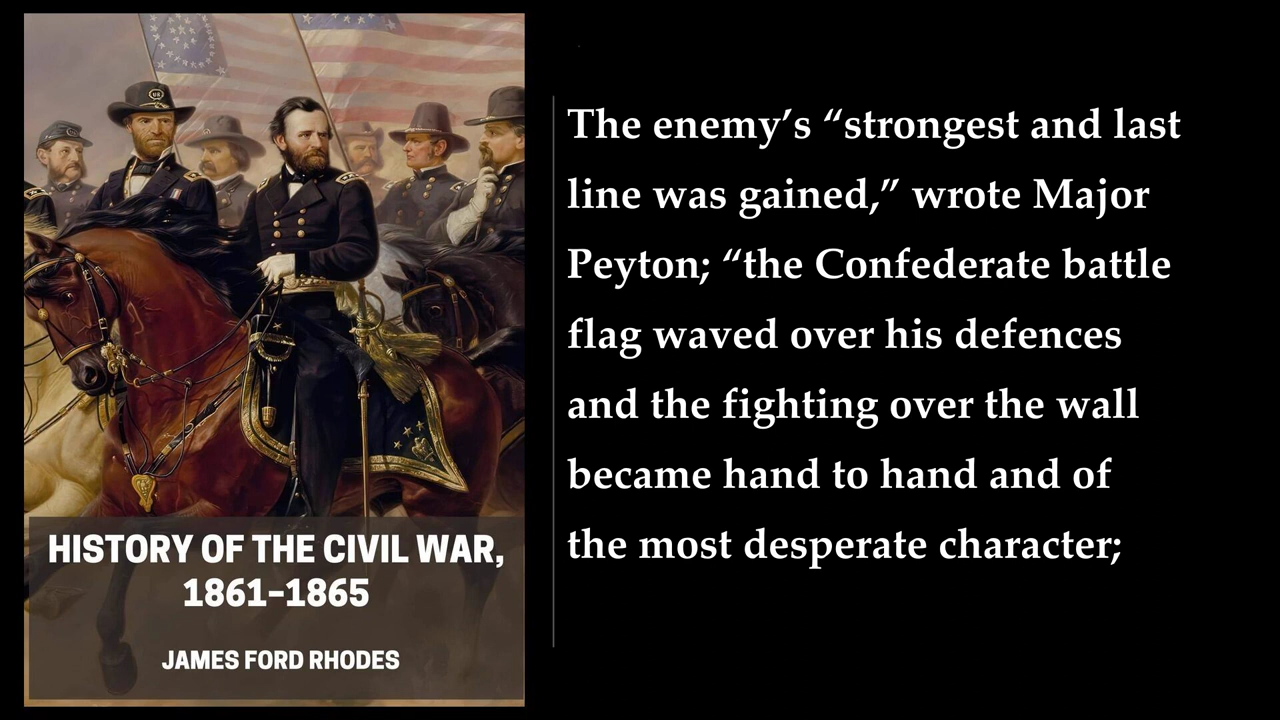 The enemy’s “strongest and last
line was gained,” wrote Major
Peyton; “the Confederate battle
flag waved over his defences
and the fighting over the wall
became hand to hand and of
the most desperate character;
HISTORY OF THE CIVIL WAR,
1861–1865
JAMES FORD RHODES